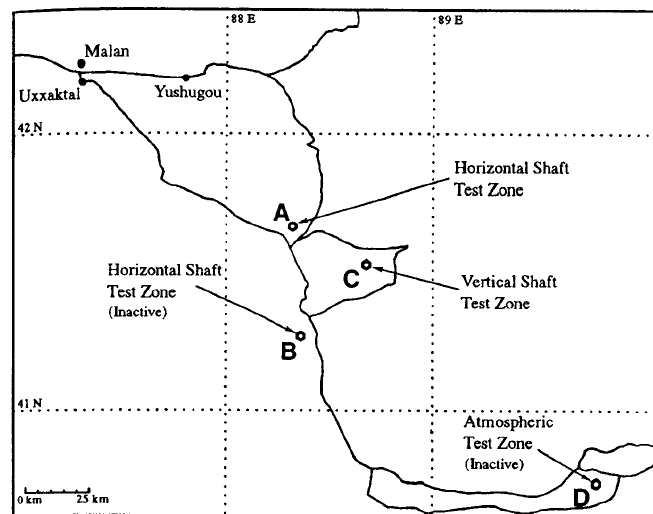 88 E
89 E
Malan
Uxxaktal
Yushugou
42 N
Horizontal Shaft
Test Zone
A
Horizontal Shaft
Test Zone
(Inactive)
C
Vertical Shaft
Test Zone
B
41 N
Atmospheric
Test Zone
(Inactive)
D
0 km
25 km